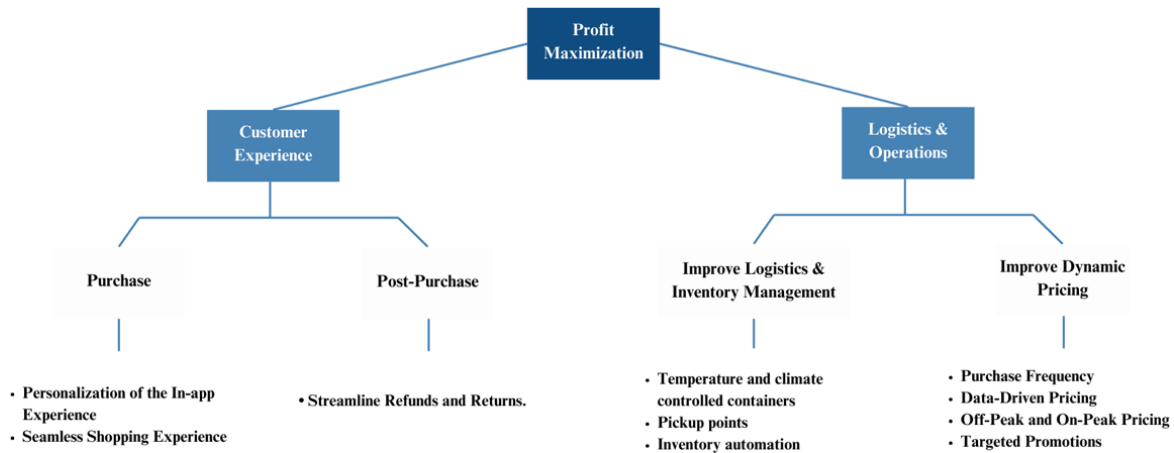 Profit
Maximization
Customer
Experience
Logistics &
Operations
Purchase
Post-Purchase
Improve Logistics &
Inventory Management
Improve Dynamic
Pricing
• Personalization of the In-app
Experience
• Seamless Shopping Experience
• Streamline Refunds and Returns.
• Temperature and climate
controlled containers
• Pickup points
• Inventory automation
• Purchase Frequency
• Data-Driven Pricing
• Off-Peak and On-Peak Pricing
• Targeted Promotions